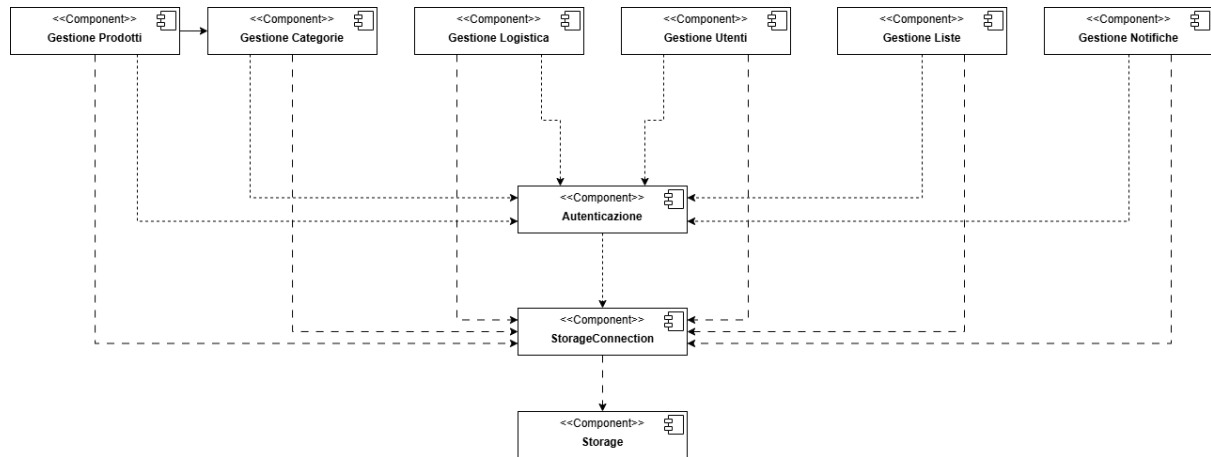 <<Component>>
Gestione Prodotti
<<Component>>
Gestione Categorie
<<Component>>
Gestione Logistica
<<Component>>
Gestione Utenti
<<Component>>
Gestione Liste
<<Component>>
Gestione Notifiche
<<Component>>
Autenticazione
<<Component>>
StorageConnection
<<Component>>
Storage